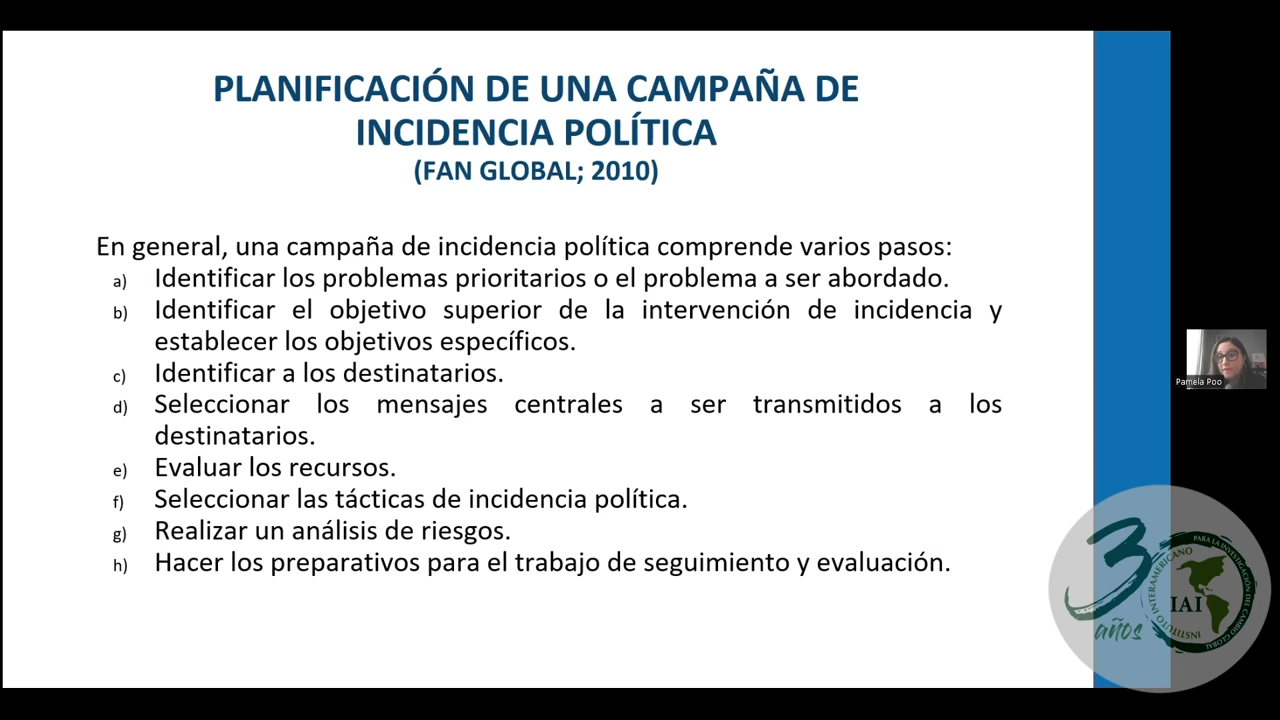 PLANIFICACIÓN DE UNA CAMPAÑA DE
INCIDENCIA POLÍTICA
(FAN GLOBAL; 2010)
En general, una campaña de incidencia política comprende varios pasos:
a) Identificar los problemas prioritarios o el problema a ser abordado.
b) Identificar el objetivo superior de la intervención de incidencia y
establecer los objetivos específicos.
c) Identificar a los destinatarios.
d) Seleccionar los mensajes centrales a ser transmitidos a los
destinatarios.
e) Evaluar los recursos.
f) Seleccionar las tácticas de incidencia política.
g) Realizar un análisis de riesgos.
h) Hacer los preparativos para el trabajo de seguimiento y evaluación.
Pamela Poo
30
años
IAI
INSTITUTO INTERAMERICANO PARA LA INVESTIGACIÓN DEL CAMBIO GLOBAL